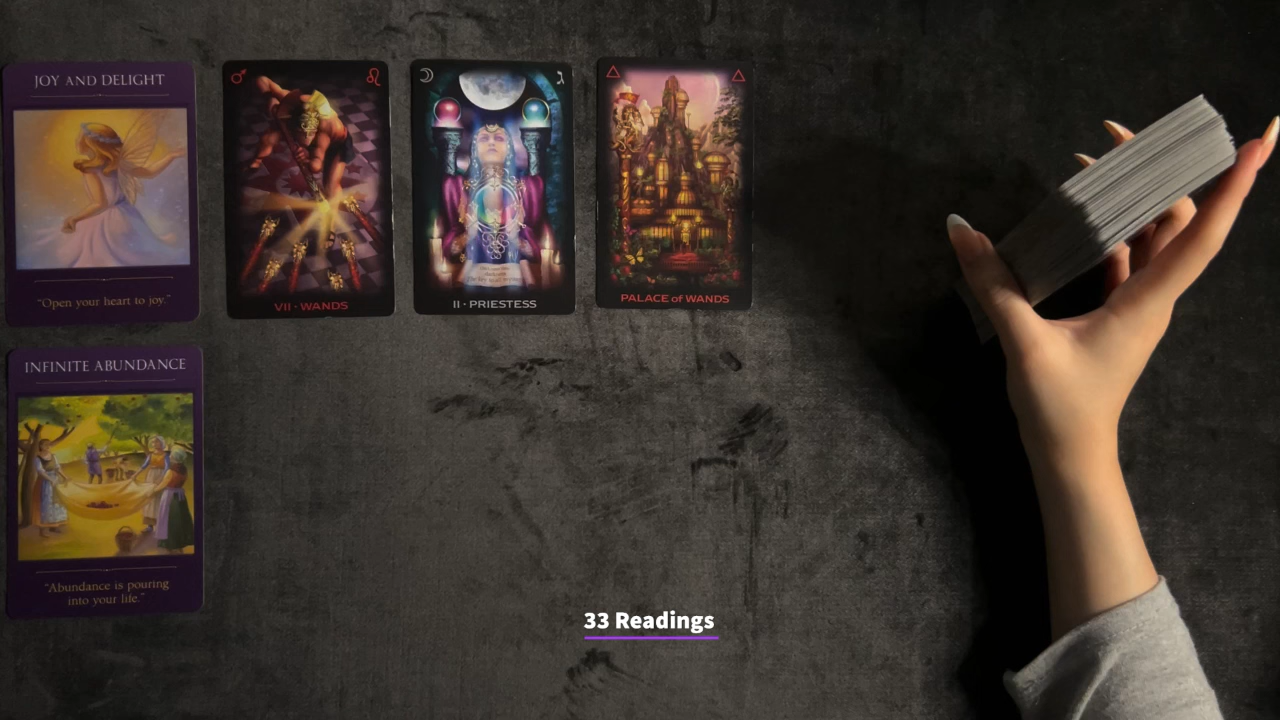 JOY AND DELIGHT
"Open your heart to joy."
VII · WANDS
II · PRIESTESS
PALACE of WANDS
INFINITE ABUNDANCE
"Abundance is pouring
into your life."
33 Readings